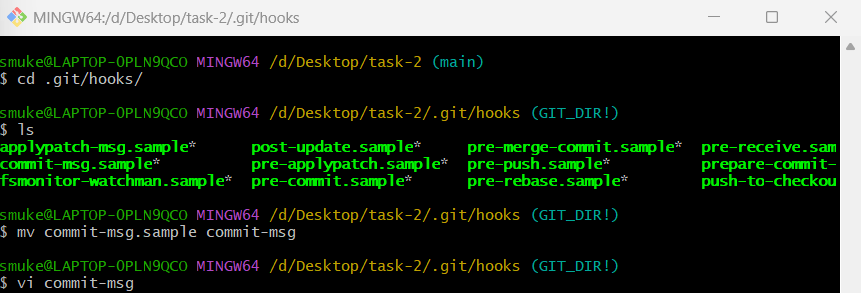 MINGW64:/d/Desktop/task-2/.git/hooks
smuke@LAPTOP-0PLN9QCO MINGW64 /d/Desktop/task-2 (main)
$ cd .git/hooks/
smuke@LAPTOP-0PLN9QCO MINGW64 /d/Desktop/task-2/.git/hooks (GIT_DIR!)
$ ls
applypatch-msg.sample* post-update.sample* pre-merge-commit.sample* pre-receive.sam
commit-msg.sample* pre-applypatch.sample* pre-push.sample* prepare-commit-
fsmonitor-watchman.sample* pre-commit.sample* pre-rebase.sample* push-to-checkou
smuke@LAPTOP-0PLN9QCO MINGW64 /d/Desktop/task-2/.git/hooks (GIT_DIR!)
$ mv commit-msg.sample commit-msg
smuke@LAPTOP-0PLN9QCO MINGW64 /d/Desktop/task-2/.git/hooks (GIT_DIR!)
$ vi commit-msg